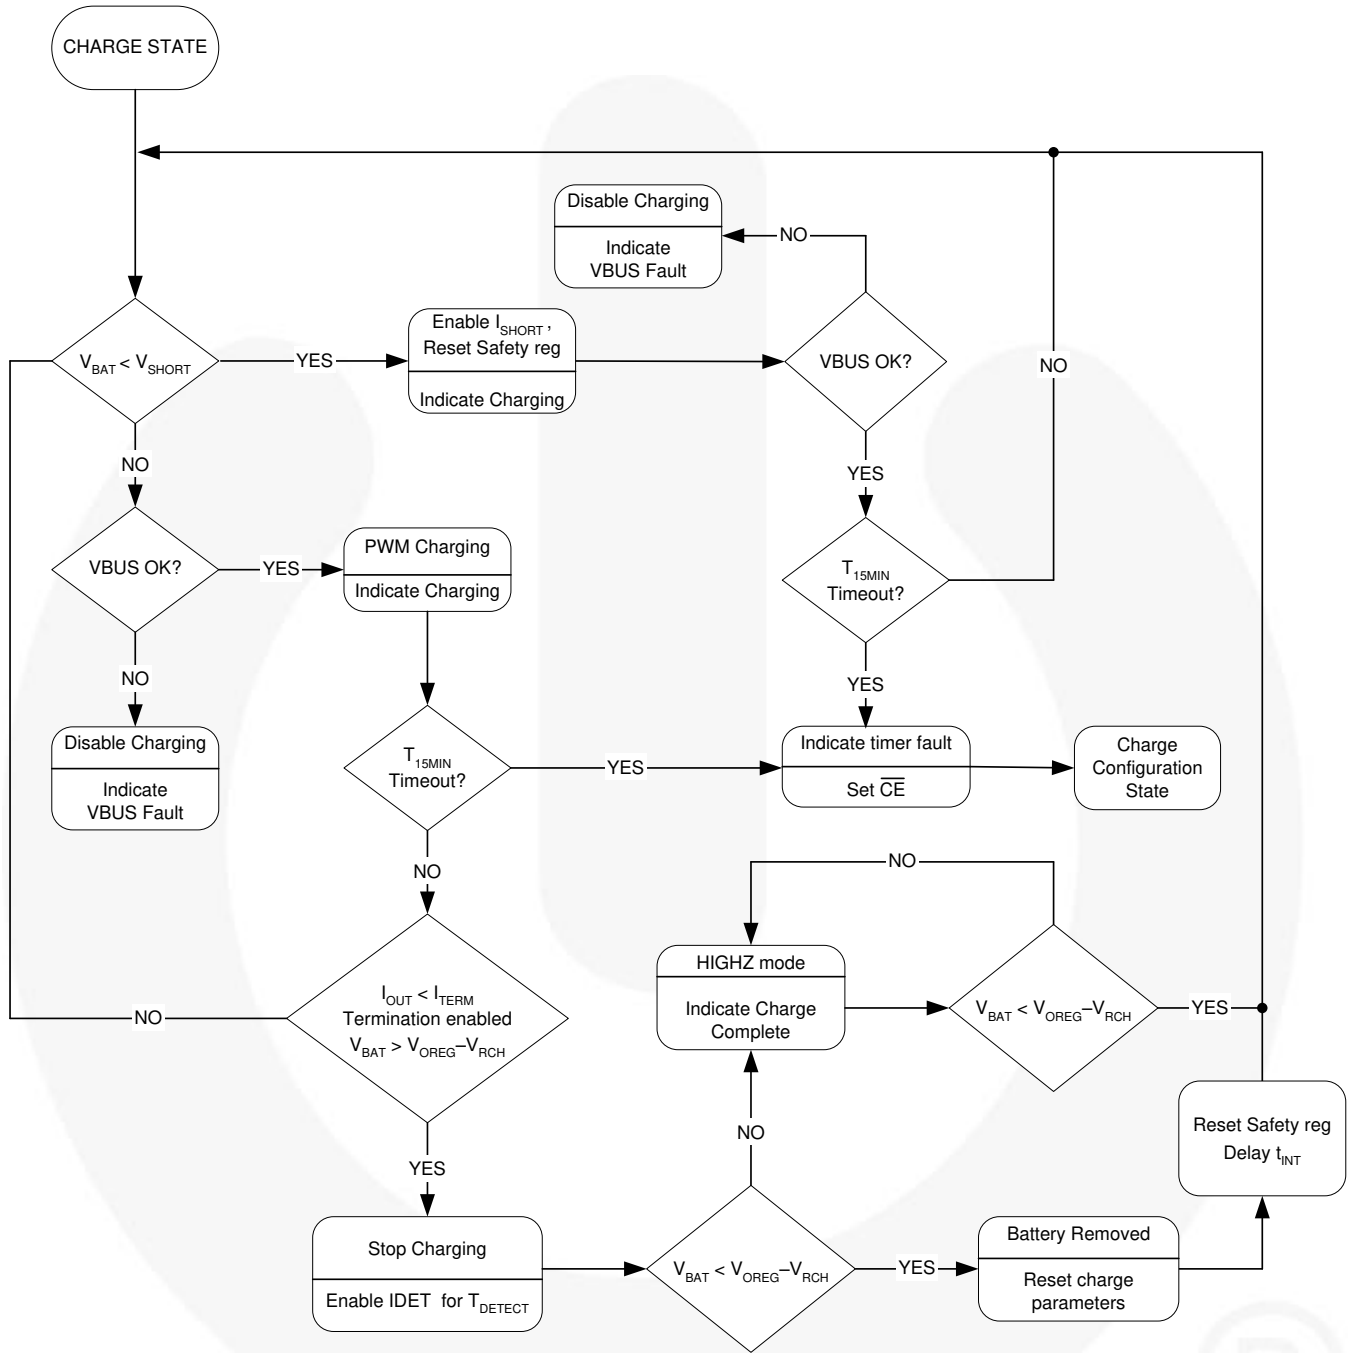 CHARGE STATE
Disable Charging
Indicate
VBUS Fault
NO
V_BAT < V_SHORT
YES
Enable I_SHORT ,
Reset Safety reg
Indicate Charging
VBUS OK?
NO
NO
YES
VBUS OK?
YES
PWM Charging
Indicate Charging
T_15MIN
Timeout?
NO
YES
Disable Charging
Indicate
VBUS Fault
T_15MIN
Timeout?
YES
Indicate timer fault
Set C̅E̅
Charge
Configuration
State
NO
NO
I_OUT < I_TERM
Termination enabled
V_BAT > V_OREG–V_RCH
NO
HIGHZ mode
Indicate Charge
Complete
V_BAT < V_OREG–V_RCH
YES
YES
NO
Reset Safety reg
Delay t_INT
Stop Charging
Enable IDET for T_DETECT
V_BAT < V_OREG–V_RCH
YES
Battery Removed
Reset charge
parameters